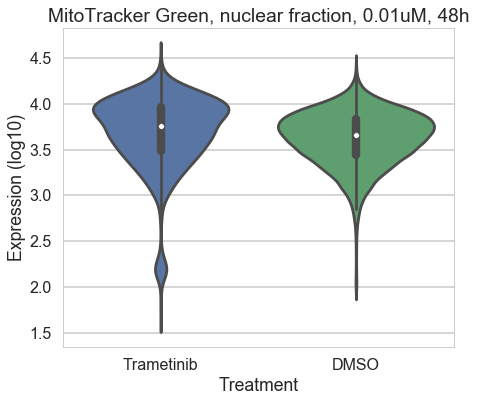 MitoTracker Green, nuclear fraction, 0.01uM, 48h
4.5
4.0
3.5
3.0
2.5
2.0
1.5
Expression (log10)
Trametinib DMSO
Treatment